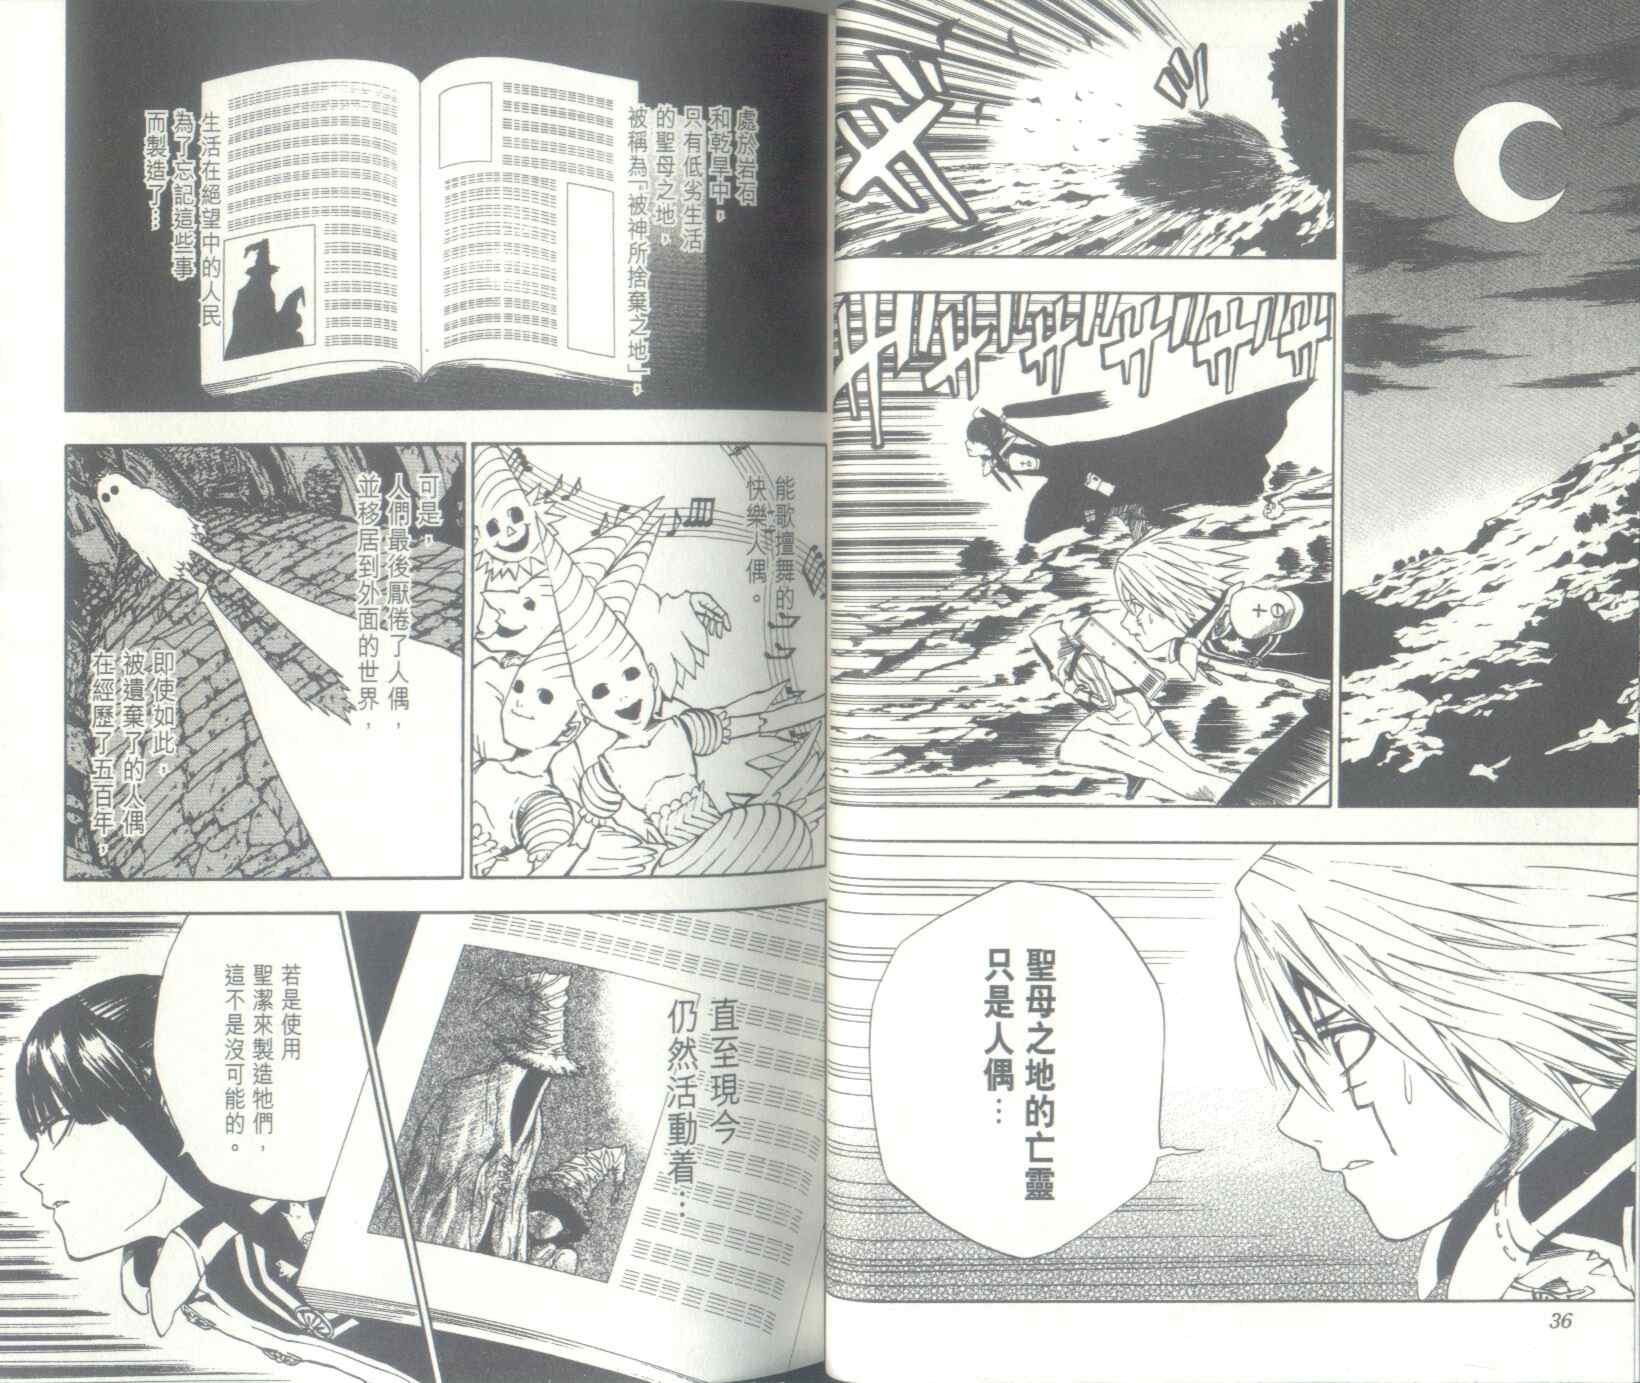 聖母之地的亡靈
只是人偶…
36
處於岩石
和乾旱中，
只有低劣生活
的聖母之地，
被稱為「被神所捨棄之地」，
生活在絕望中的人民
為了忘記這些事
而製造了…
能歌擅舞的
快樂人偶。
可是，
人們最後厭倦了人偶，
並移居到外面的世界，
即使如此，
被遺棄了的人偶
在經歷了五百年，
直至現今
仍然活動着…
若是使用
聖潔來製造牠們，
這不是沒可能的。